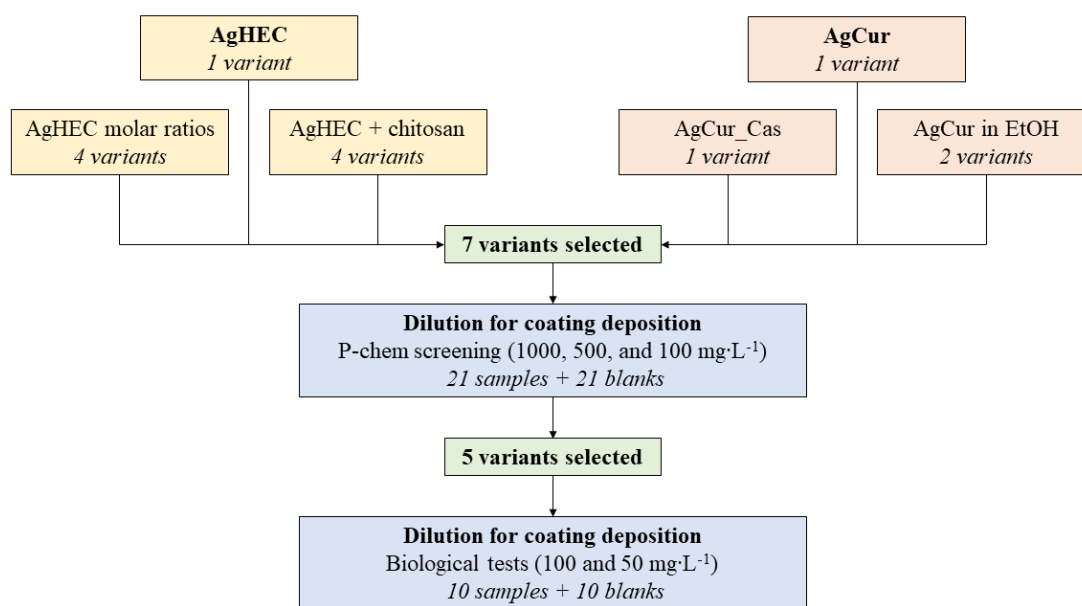 AgHEC
1 variant
AgCur
1 variant
AgHEC molar ratios
4 variants
AgHEC + chitosan
4 variants
AgCur_Cas
1 variant
AgCur in EtOH
2 variants
7 variants selected
Dilution for coating deposition
P-chem screening (1000, 500, and 100 mg·L⁻¹)
21 samples + 21 blanks
5 variants selected
Dilution for coating deposition
Biological tests (100 and 50 mg·L⁻¹)
10 samples + 10 blanks